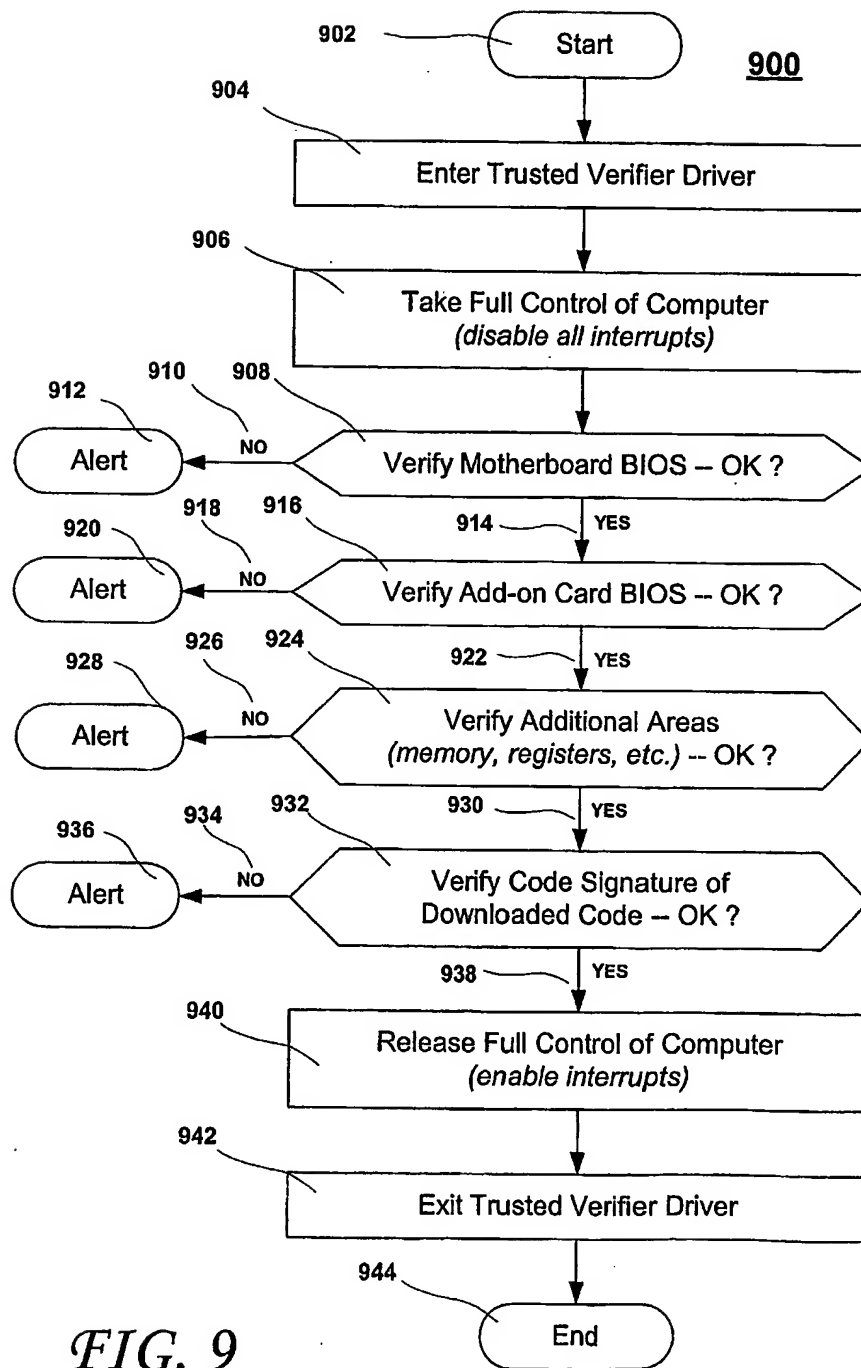 902
Start
900
904
Enter Trusted Verifier Driver
906
Take Full Control of Computer
(disable all interrupts)
910
908
912
Alert
NO
Verify Motherboard BIOS -- OK ?
914
YES
918
916
920
Alert
NO
Verify Add-on Card BIOS -- OK ?
922
YES
926
924
928
Alert
NO
Verify Additional Areas
(memory, registers, etc.) -- OK ?
930
YES
934
932
936
Alert
NO
Verify Code Signature of
Downloaded Code -- OK ?
938
YES
940
Release Full Control of Computer
(enable interrupts)
942
Exit Trusted Verifier Driver
944
End
FIG. 9